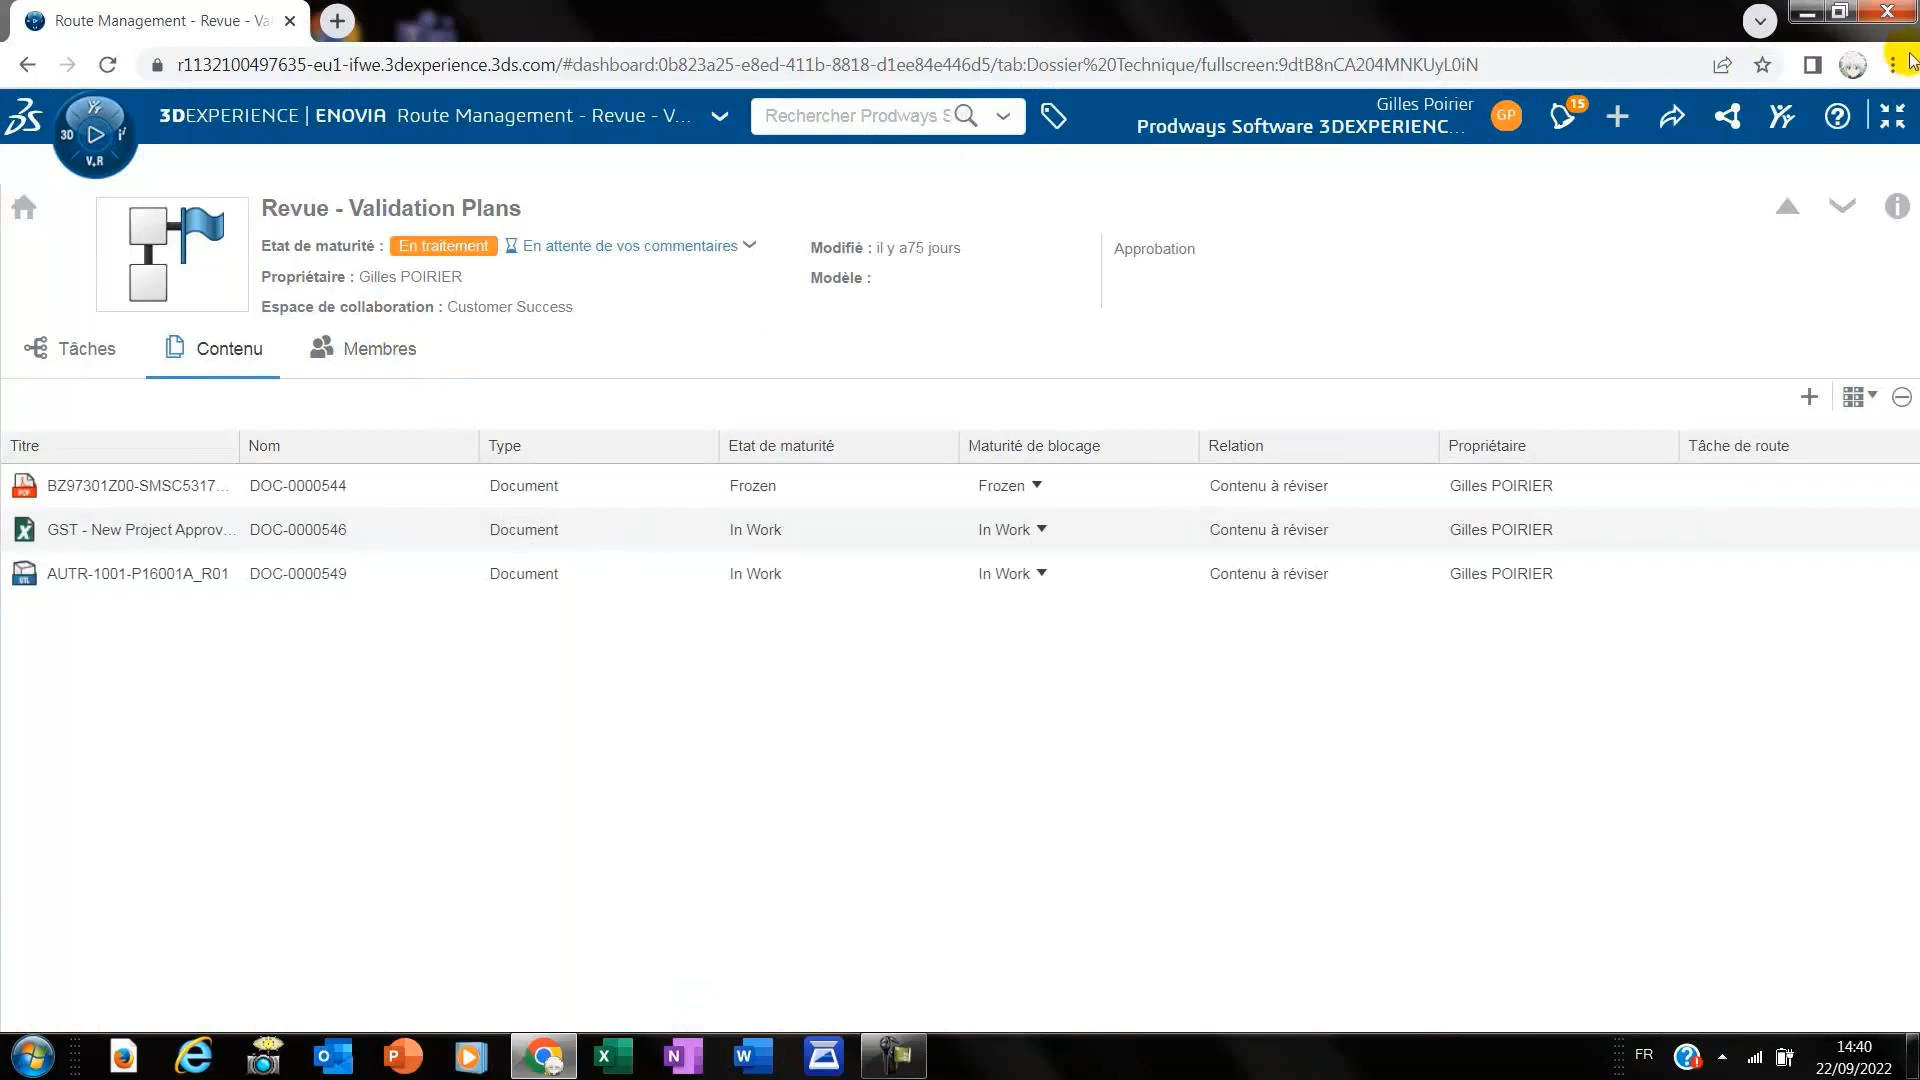 Route Management - Revue - Va
r1132100497635-eu1-ifwe.3dexperience.3ds.com/#dashboard:0b823a25-e8ed-411b-8818-d1ee84e446d5/tab:Dossier%20Technique/fullscreen:9dtB8nCA204MNKUyL0iN
3DEXPERIENCE | ENOVIA Route Management - Revue - V...
Rechercher Prodways S
Gilles Poirier
Prodways Software 3DEXPERIENC...
GP
15
3D
V,R
Revue - Validation Plans
Etat de maturité : En traitement En attente de vos commentaires
Propriétaire : Gilles POIRIER
Espace de collaboration : Customer Success
Modifié : il y a75 jours
Modèle :
Approbation
Tâches Contenu Membres
Titre Nom Type Etat de maturité Maturité de blocage Relation Propriétaire Tâche de route
BZ97301Z00-SMSC5317... DOC-0000544 Document Frozen Frozen Contenu à réviser Gilles POIRIER
GST - New Project Approv... DOC-0000546 Document In Work In Work Contenu à réviser Gilles POIRIER
AUTR-1001-P16001A_R01 DOC-0000549 Document In Work In Work Contenu à réviser Gilles POIRIER
FR
14:40
22/09/2022